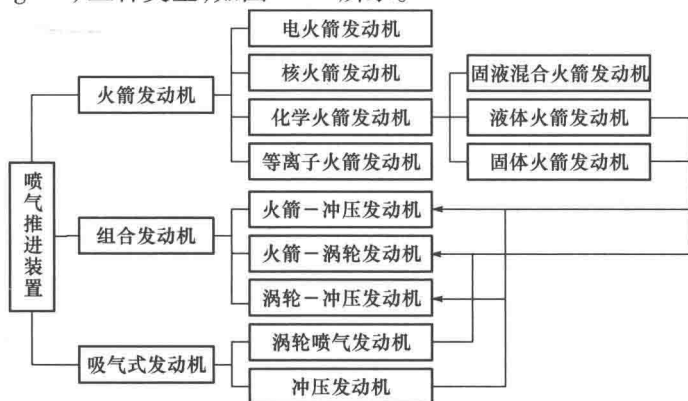 电火箭发动机
核火箭发动机
固液混合火箭发动机
火箭发动机
化学火箭发动机
液体火箭发动机
等离子火箭发动机
固体火箭发动机
喷气推进装置
火箭－冲压发动机
组合发动机
火箭－涡轮发动机
涡轮－冲压发动机
涡轮喷气发动机
吸气式发动机
冲压发动机